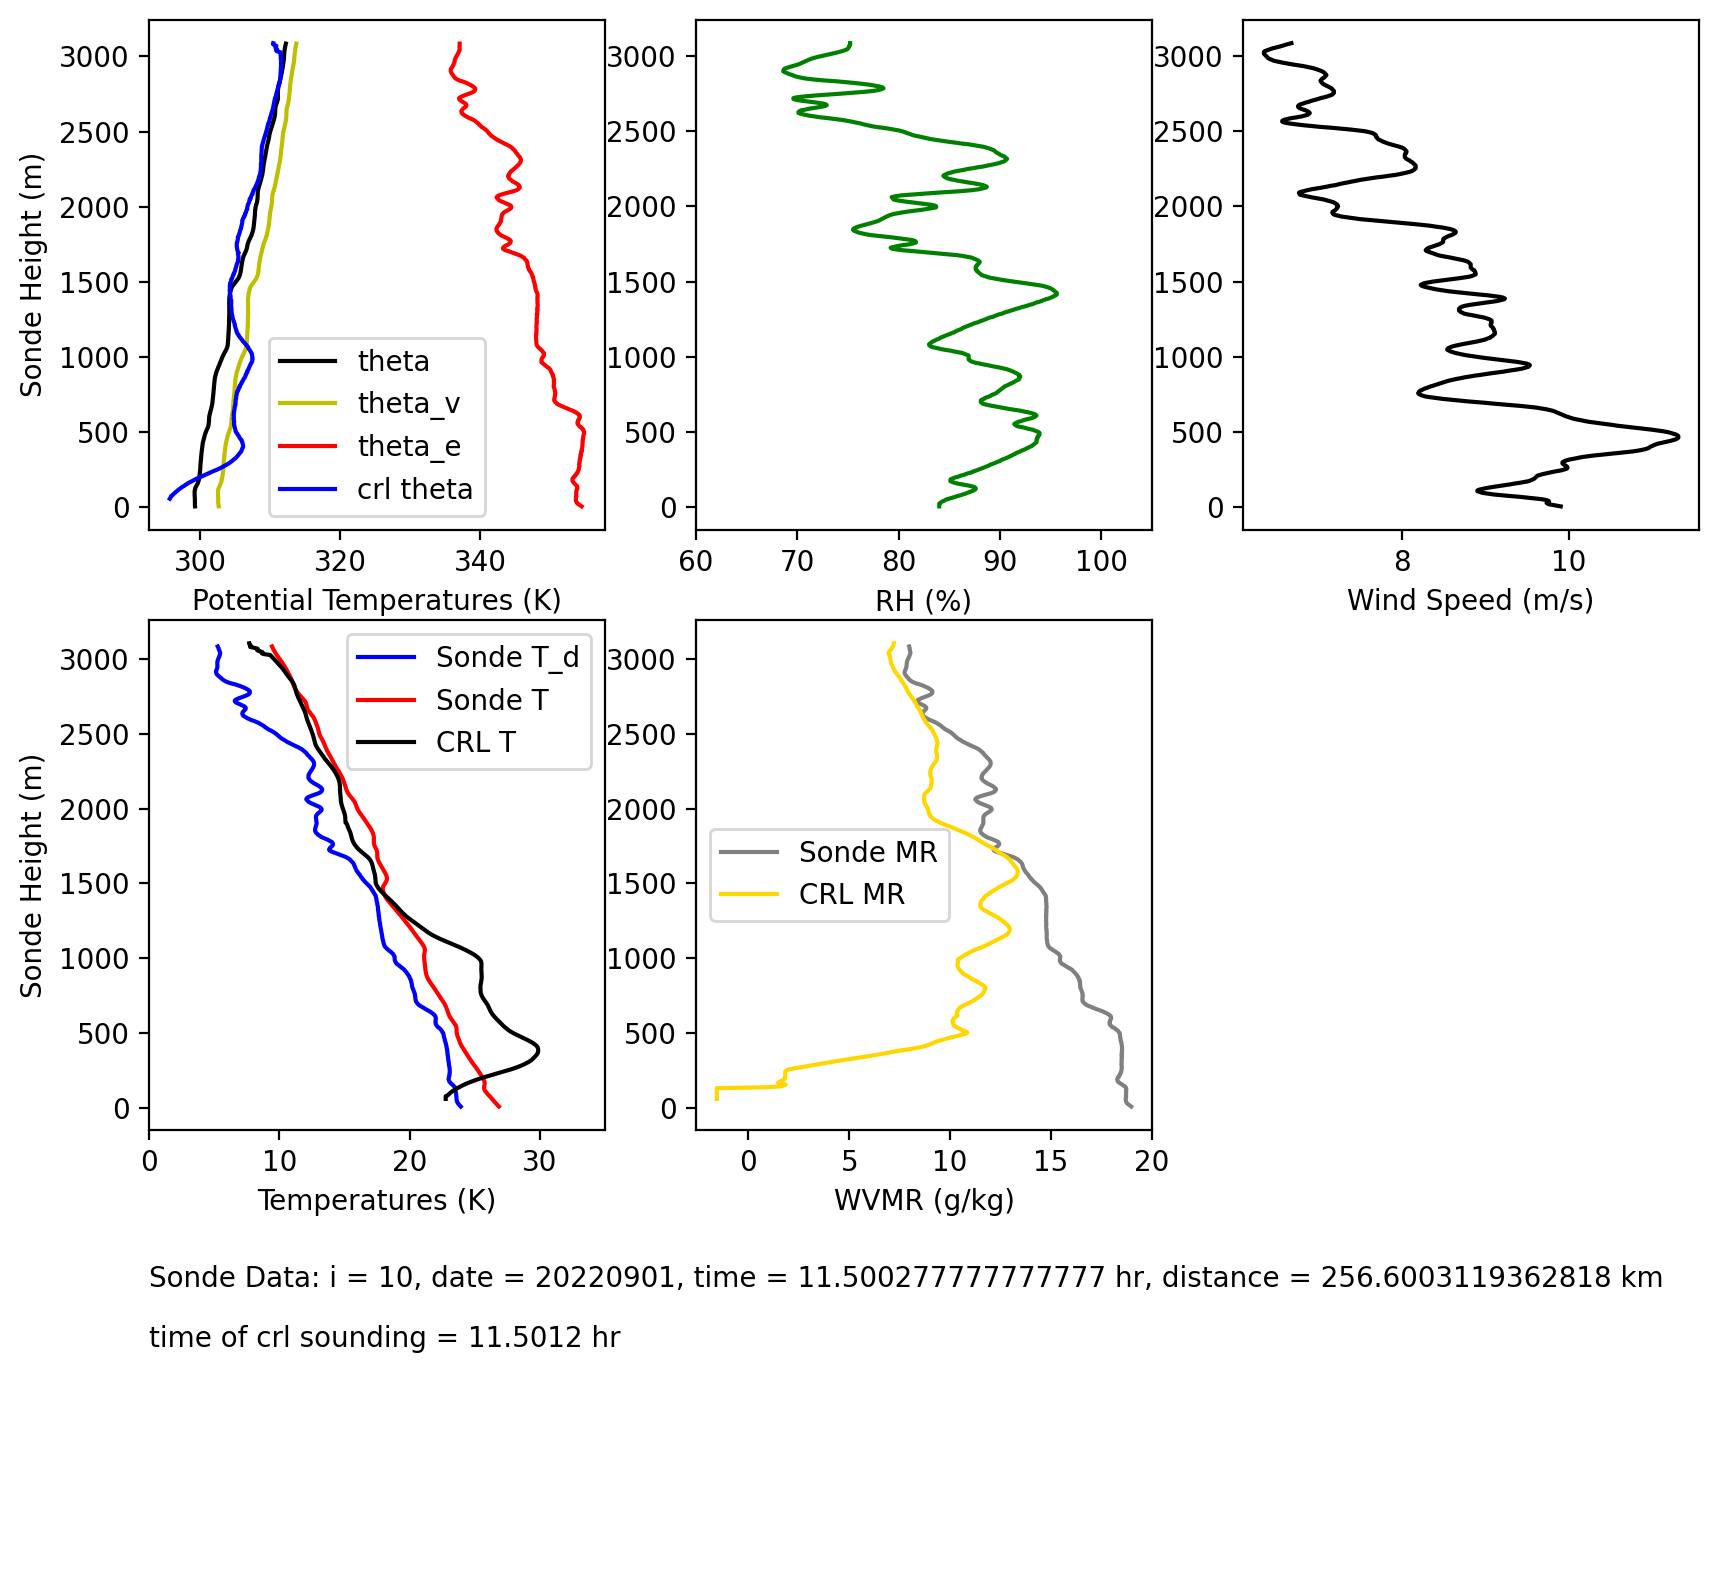 3000
2500
2000
1500
1000
500
0
Sonde Height (m)
theta
theta_v
theta_e
crl theta
300 320 340
Potential Temperatures (K)
3000
2500
2000
1500
1000
500
0
60 70 80 90 100
RH (%)
3000
2500
2000
1500
1000
500
0
8 10
Wind Speed (m/s)
3000
2500
2000
1500
1000
500
0
Sonde Height (m)
Sonde T_d
Sonde T
CRL T
0 10 20 30
Temperatures (K)
3000
2500
2000
1500
1000
500
0
Sonde MR
CRL MR
0 5 10 15 20
WVMR (g/kg)
Sonde Data: i = 10, date = 20220901, time = 11.500277777777777 hr, distance = 256.6003119362818 km
time of crl sounding = 11.5012 hr